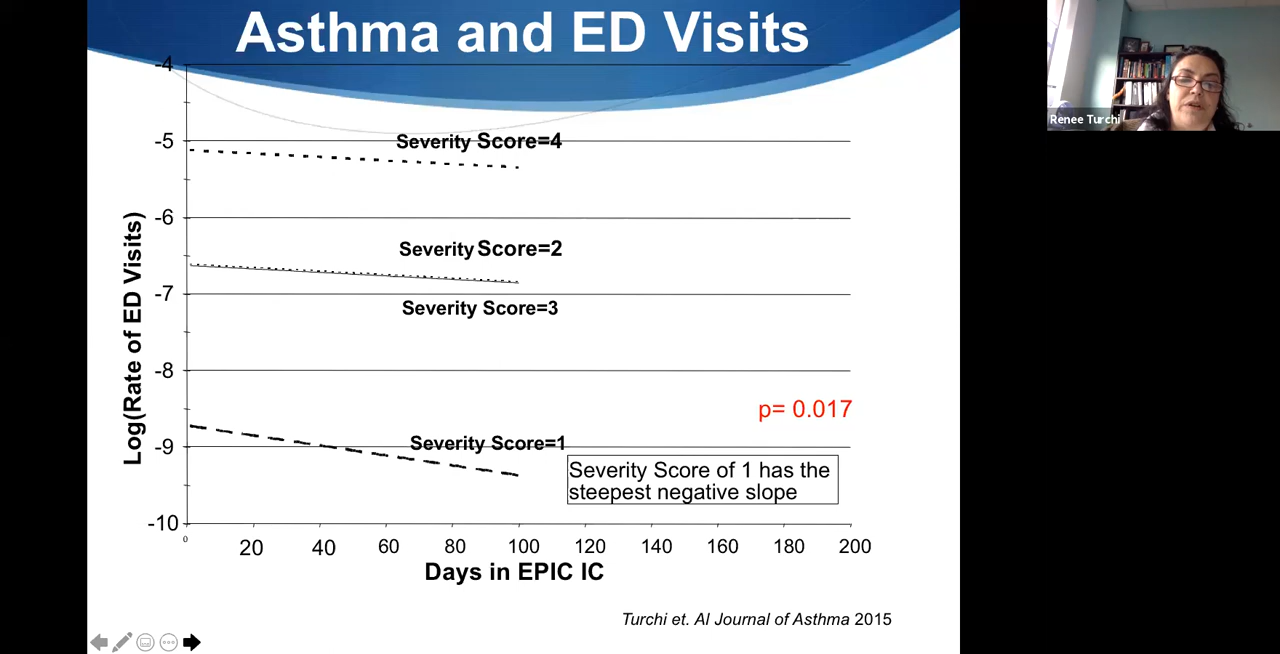 Asthma and ED Visits
Renee Turchi
-4
-5
-6
-7
-8
-9
-10
Log(Rate of ED Visits)
Severity Score=4
Severity Score=2
Severity Score=3
p= 0.017
Severity Score=1
Severity Score of 1 has the
steepest negative slope
0 20 40 60 80 100 120 140 160 180 200
Days in EPIC IC
Turchi et. Al Journal of Asthma 2015